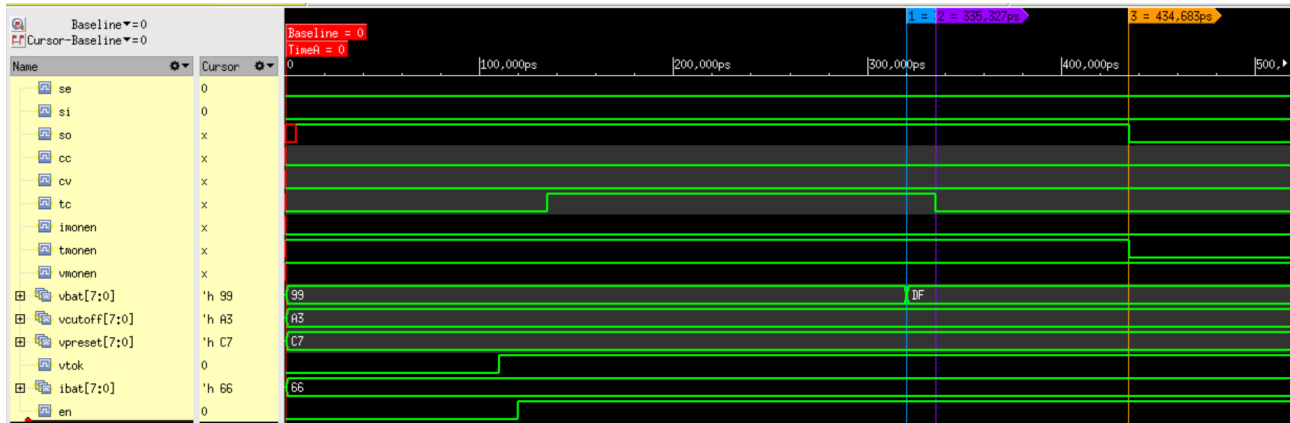 Baseline▼=0
Cursor-Baseline▼=0
Name Cursor
1 = 2 = 335,327ps 3 = 434,683ps
Baseline = 0
TimeA = 0
0 100,000ps 200,000ps 300,000ps 400,000ps 500,
se 0
si 0
so x
cc x
cv x
tc x
imonen x
tmonen x
vmonen x
vbat[7:0] 'h 99 99 DF
vcutoff[7:0] 'h A3 A3
vpreset[7:0] 'h C7 C7
vtok 0
ibat[7:0] 'h 66 66
en 0